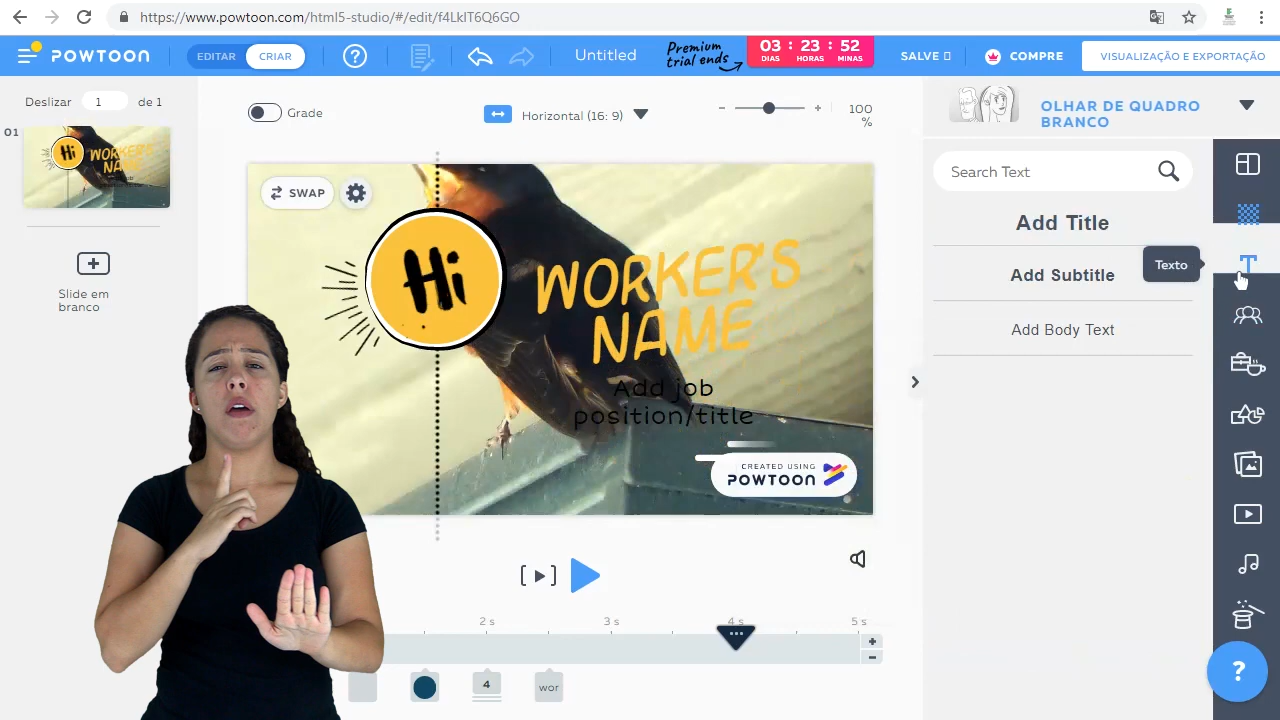 https://www.powtoon.com/html5-studio/#/edit/f4LkIT6Q6GO
POWTOON
EDITAR
CRIAR
?
Untitled
Premium
trial ends
03 : 23 : 52
DIAS HORAS MINAS
SALVE
COMPRE
VISUALIZAÇÃO E EXPORTAÇÃO
Deslizar 1 de 1
Grade
Horizontal (16: 9)
100
%
OLHAR DE QUADRO
BRANCO
01
Hi
WORKER'S
NAME
Slide em
branco
SWAP
Hi
WORKER'S
NAME
Add job
position/title
CREATED USING
POWTOON
Search Text
Add Title
Add Subtitle
Add Body Text
Texto
2 s
3 s
4 s
5 s
4
wor
?